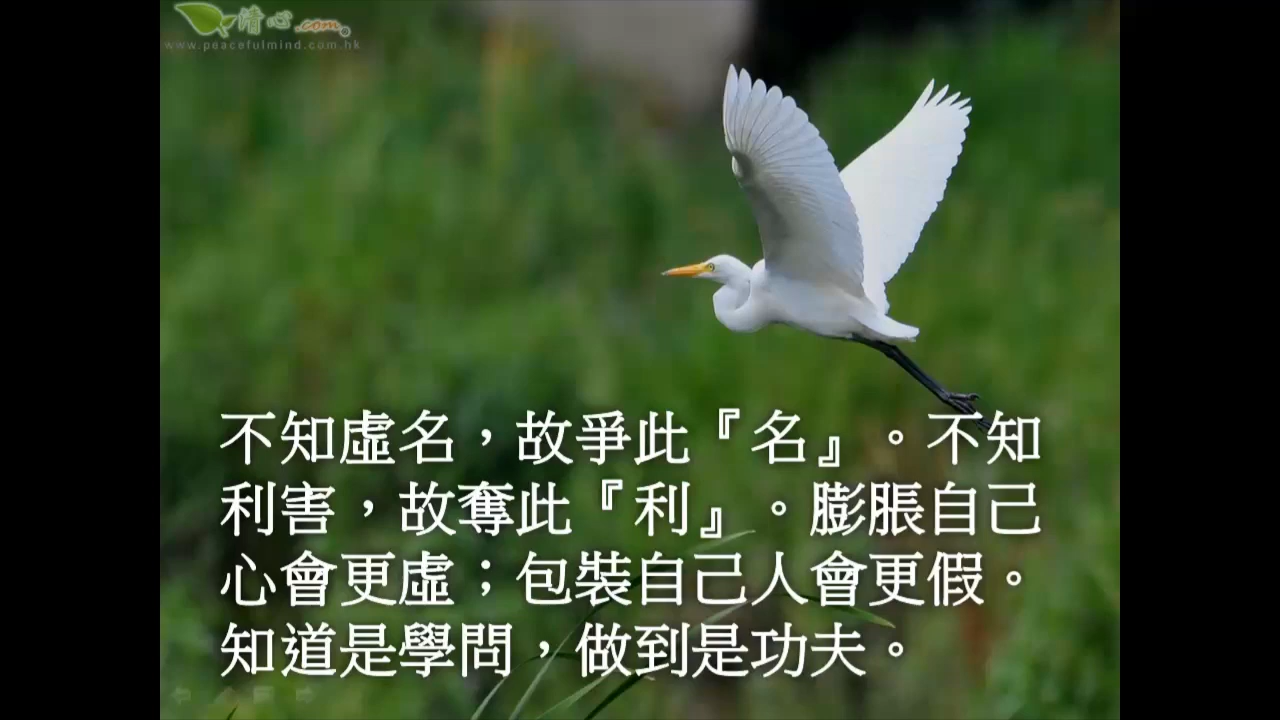 清心.com
www.peacefulmind.com.hk
不知虛名，故爭此『名』。不知
利害，故奪此『利』。膨脹自己
心會更虛；包裝自己人會更假。
知道是學問，做到是功夫。